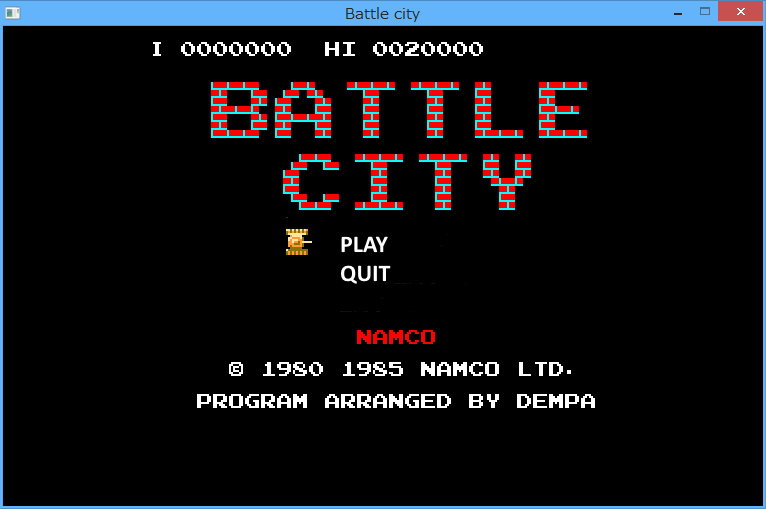 Battle city
I 0000000 HI 0020000
BATTLE
CITY
PLAY
QUIT
NAMCO
© 1980 1985 NAMCO LTD.
PROGRAM ARRANGED BY DEMPA